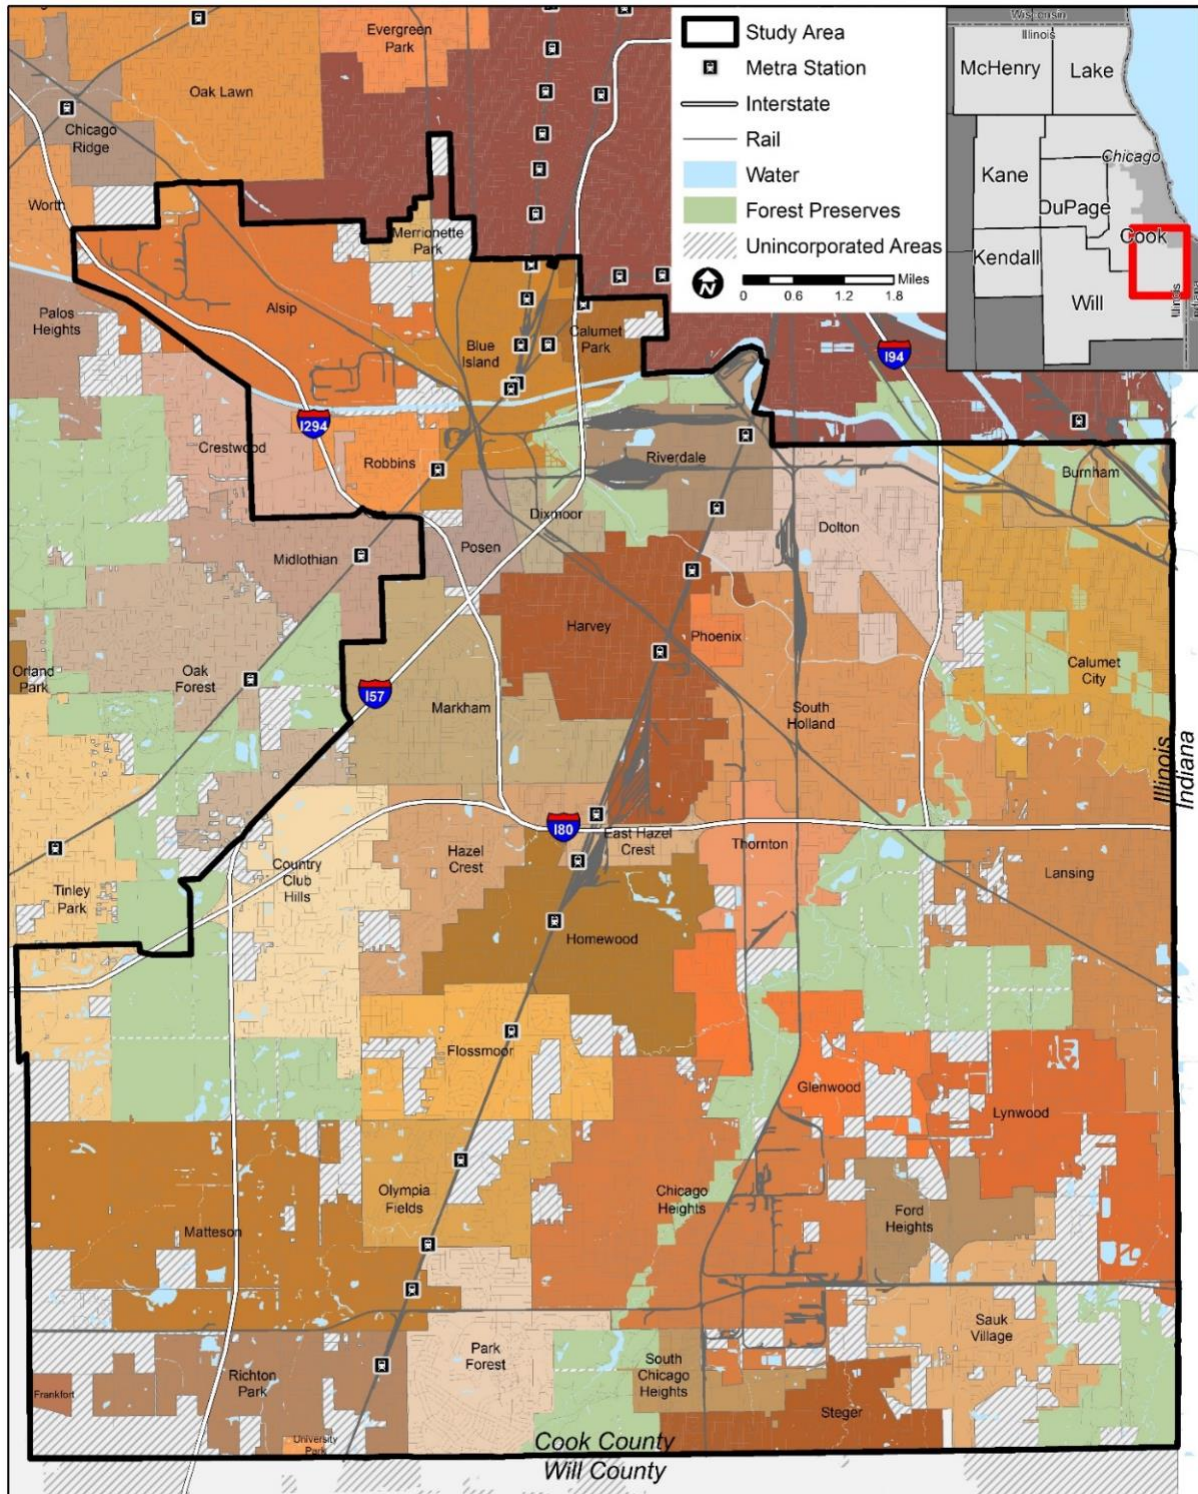 Evergreen
Park
Oak Lawn
Chicago
Ridge
Worth
Merrionette
Park
Alsip
Palos
Heights
Blue
Island
Calumet
Park
I294
I94
Crestwood
Robbins
Riverdale
Burnham
Dixmoor
Dolton
Posen
Midlothian
Harvey
Phoenix
Orland
Park
Oak
Forest
Calumet
City
I57
Markham
South
Holland
Illinois
Indiana
I80
East Hazel
Crest
Hazel
Crest
Thornton
Country
Club
Hills
Lansing
Tinley
Park
Homewood
Flossmoor
Glenwood
Lynwood
Olympia
Fields
Chicago
Heights
Ford
Heights
Matteson
Sauk
Village
Park
Forest
Richton
Park
South
Chicago
Heights
Frankfort
Steger
University
Park
Cook County
Will County
Study Area
Metra Station
Interstate
Rail
Water
Forest Preserves
Unincorporated Areas
N
Miles
0 0.6 1.2 1.8
Wisconsin
Illinois
McHenry
Lake
Chicago
Kane
DuPage
Cook
Kendall
Will
Illinois
Indiana